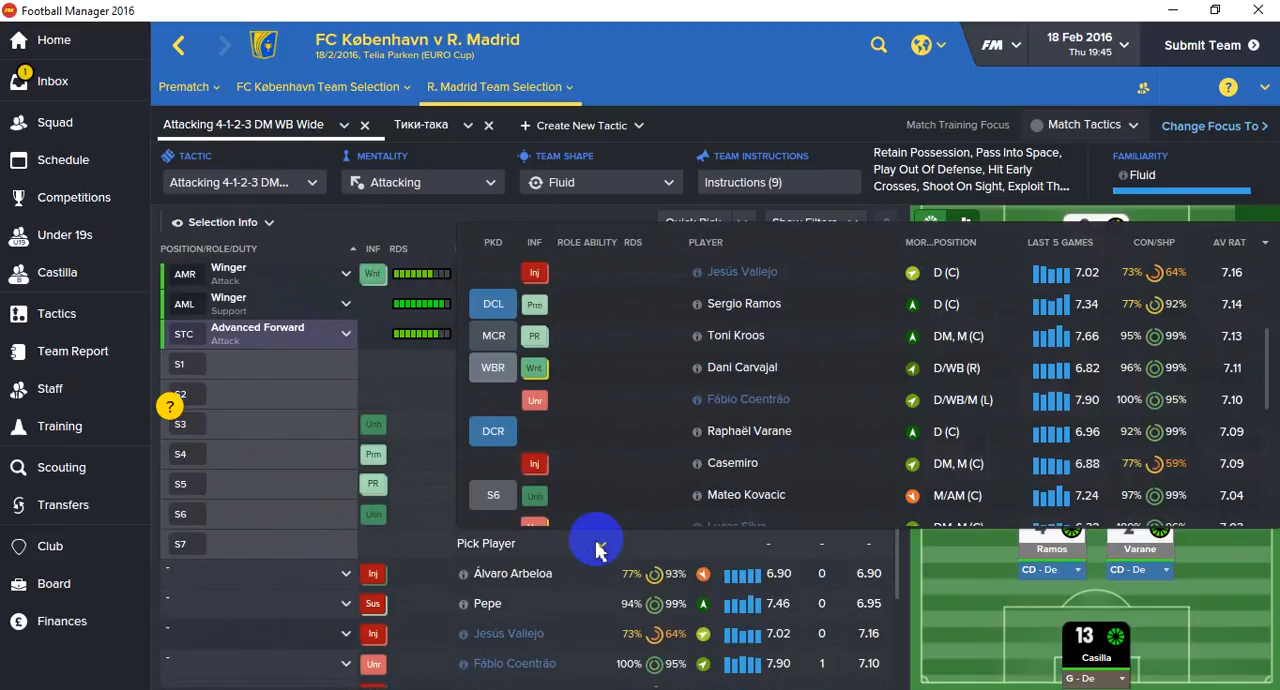 Football Manager 2016
Home
1
Inbox
Squad
Schedule
Competitions
U19
Under 19s
Castilla
Tactics
Team Report
Staff
Training
Scouting
Transfers
Club
Board
Finances
FC København v R. Madrid
18/2/2016, Telia Parken (EURO Cup)
FM
18 Feb 2016
Thu 19:45
Submit Team
Prematch
FC København Team Selection
R. Madrid Team Selection
?
Attacking 4-1-2-3 DM WB Wide
Тики-така
+ Create New Tactic
Match Training Focus
Match Tactics
Change Focus To >
TACTIC
MENTALITY
TEAM SHAPE
TEAM INSTRUCTIONS
Attacking 4-1-2-3 DM...
Attacking
Fluid
Instructions (9)
Retain Possession, Pass Into Space,
Play Out Of Defense, Hit Early
Crosses, Shoot On Sight, Exploit Th...
FAMILIARITY
Fluid
Selection Info
Quick Pick
Show Filters
POSITION/ROLE/DUTY INF RDS
PKD INF ROLE ABILITY RDS PLAYER MOR... POSITION LAST 5 GAMES CON/SHP AV RAT
AMR Winger Attack Wnt
AML Winger Support
STC Advanced Forward Attack
S1
S2
?
S3 Unh
S4 Prm
S5 PR
S6 Unh
S7
Inj Jesús Vallejo D (C) 7.02 73% 64% 7.16
DCL Prm Sergio Ramos D (C) 7.34 77% 92% 7.14
MCR PR Toni Kroos DM, M (C) 7.66 95% 99% 7.13
WBR Wnt Dani Carvajal D/WB (R) 6.82 96% 99% 7.11
Unr Fábio Coentrão D/WB/M (L) 7.90 100% 95% 7.10
DCR Raphaël Varane D (C) 6.96 92% 99% 7.09
Inj Casemiro DM, M (C) 6.88 77% 59% 7.09
S6 Unh Mateo Kovacic M/AM (C) 7.24 97% 99% 7.04
Pick Player - - -
- Inj Álvaro Arbeloa 77% 93% 6.90 0 6.90
- Sus Pepe 94% 99% 7.46 0 6.95
- Inj Jesús Vallejo 73% 64% 7.02 0 7.16
- Unr Fábio Coentrão 100% 95% 7.90 1 7.10
Ramos
CD - De
Varane
CD - De
13
Casilla
G - De